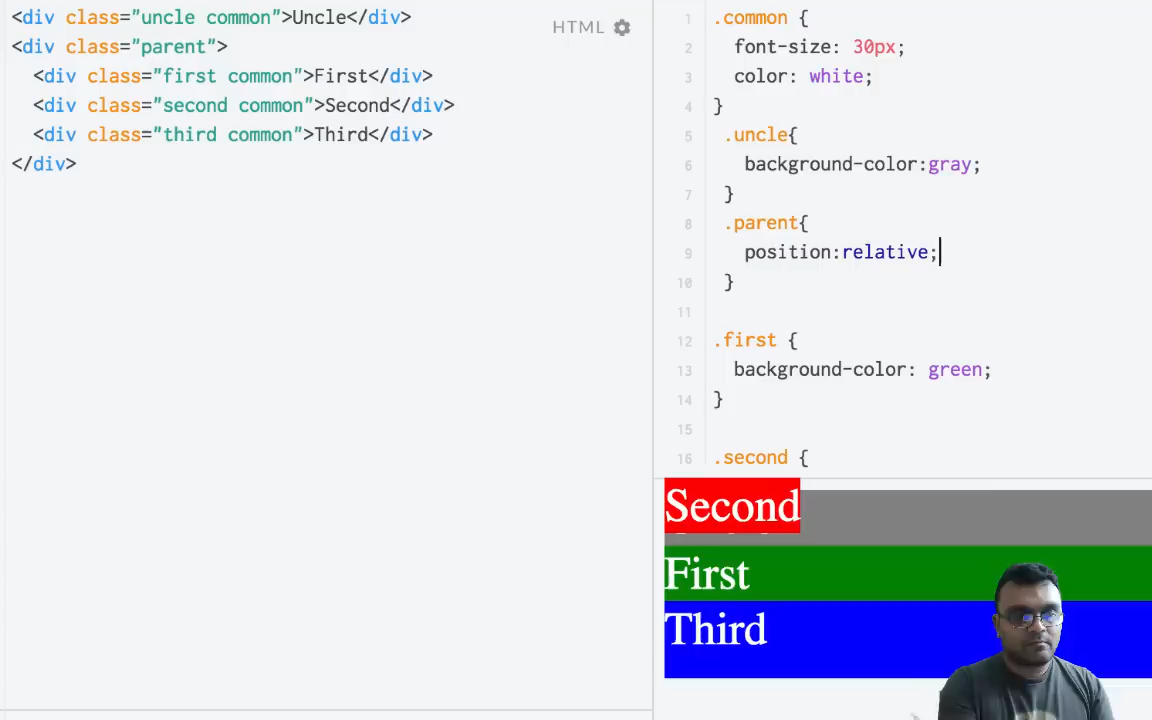 <div class="uncle common">Uncle</div>
<div class="parent">
<div class="first common">First</div>
<div class="second common">Second</div>
<div class="third common">Third</div>
</div>
HTML
1 .common {
2 font-size: 30px;
3 color: white;
4 }
5 .uncle{
6 background-color:gray;
7 }
8 .parent{
9 position:relative;
10 }
11
12 .first {
13 background-color: green;
14 }
15
16 .second {
Second
First
Third